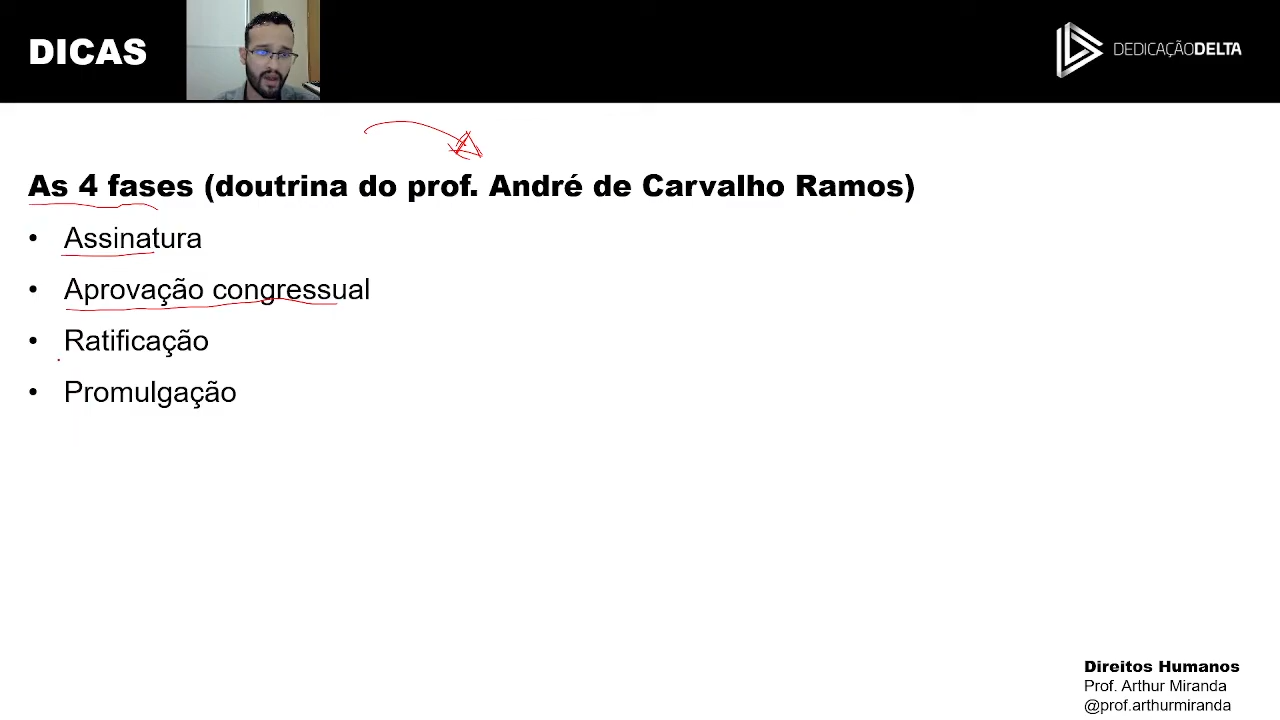 DICAS
DEDICAÇÃODELTA
As 4 fases (doutrina do prof. André de Carvalho Ramos)
• Assinatura
• Aprovação congressual
• Ratificação
• Promulgação
Direitos Humanos
Prof. Arthur Miranda
@prof.arthurmiranda